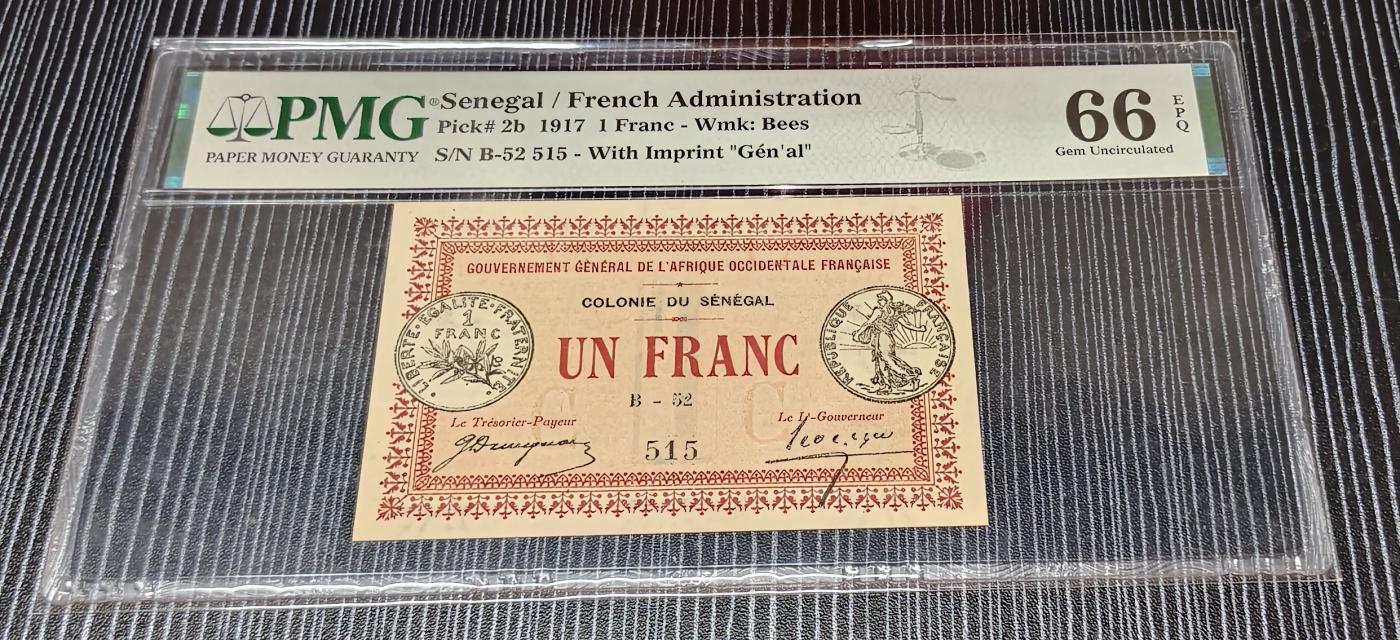 PMG® Senegal / French Administration
Pick# 2b 1917 1 Franc - Wmk: Bees
PAPER MONEY GUARANTY S/N B-52 515 - With Imprint "Gén'al"
66 EPQ
Gem Uncirculated
GOUVERNEMENT GÉNÉRAL DE L'AFRIQUE OCCIDENTALE FRANÇAISE
COLONIE DU SÉNÉGAL
LIBERTE·EGALITE·FRATERNITE
1
FRANC
UN FRANC
REPUBLIQUE FRANÇAISE
B - 52
Le Trésorier-Payeur
Le Lt-Gouverneur
515